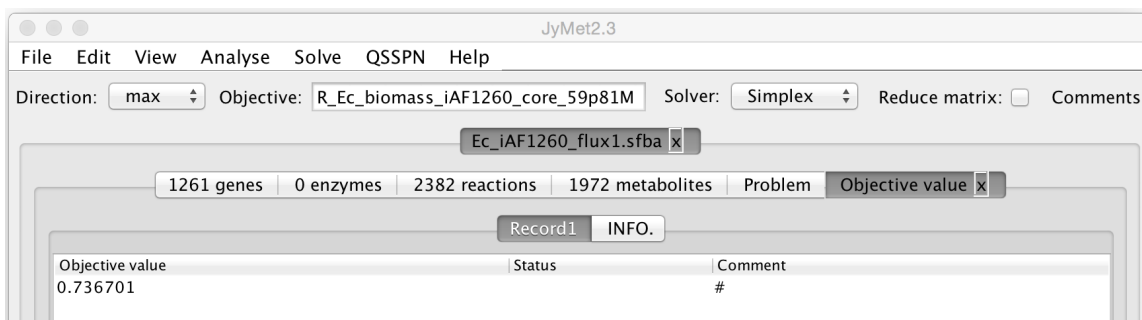 JyMet2.3
File Edit View Analyse Solve QSSPN Help
Direction: max Objective: R_Ec_biomass_iAF1260_core_59p81M Solver: Simplex Reduce matrix: Comments
Ec_iAF1260_flux1.sfba x
1261 genes 0 enzymes 2382 reactions 1972 metabolites Problem Objective value x
Record1 INFO.
Objective value Status Comment
0.736701 #